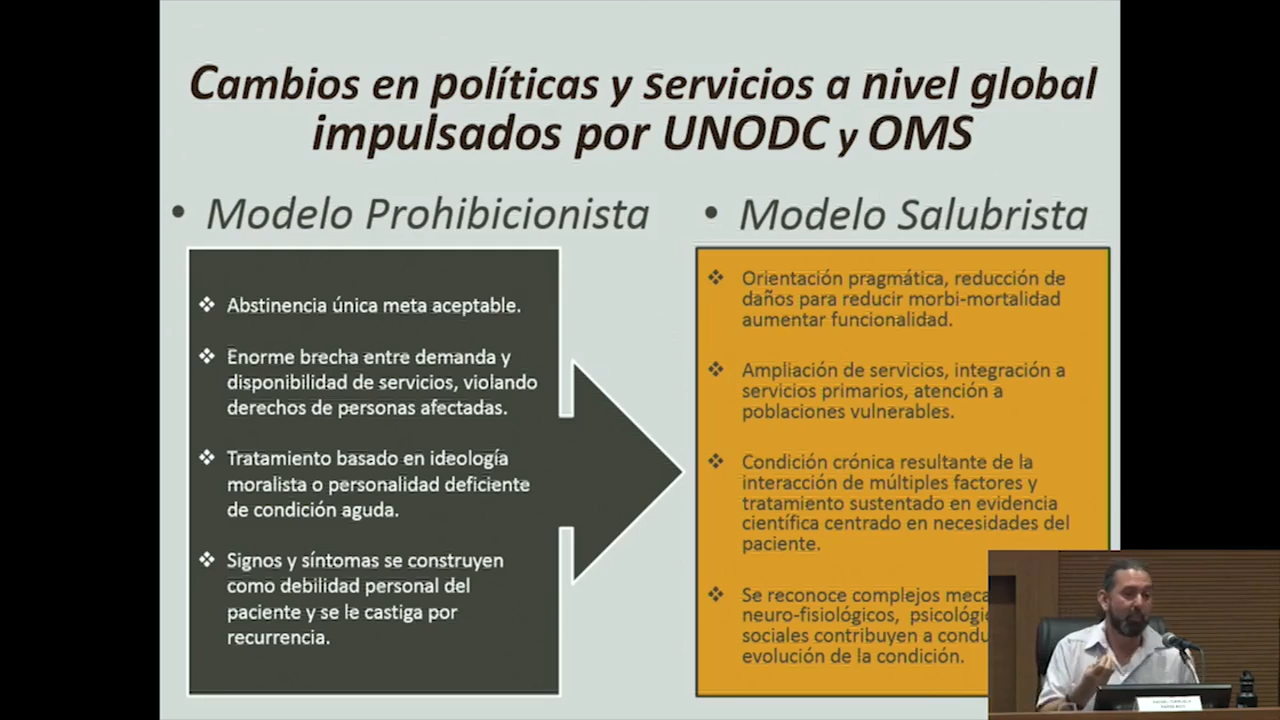 Cambios en políticas y servicios a nivel global
impulsados por UNODC y OMS
• Modelo Prohibicionista
❖ Abstinencia única meta aceptable.
❖ Enorme brecha entre demanda y
disponibilidad de servicios, violando
derechos de personas afectadas.
❖ Tratamiento basado en ideología
moralista o personalidad deficiente
de condición aguda.
❖ Signos y síntomas se construyen
como debilidad personal del
paciente y se le castiga por
recurrencia.
• Modelo Salubrista
❖ Orientación pragmática, reducción de
daños para reducir morbi-mortalidad
aumentar funcionalidad.
❖ Ampliación de servicios, integración a
servicios primarios, atención a
poblaciones vulnerables.
❖ Condición crónica resultante de la
interacción de múltiples factores y
tratamiento sustentado en evidencia
científica centrado en necesidades del
paciente.
❖ Se reconoce complejos
neuro-fisiológicos,
sociales contribuyen a
evolución de la condición.